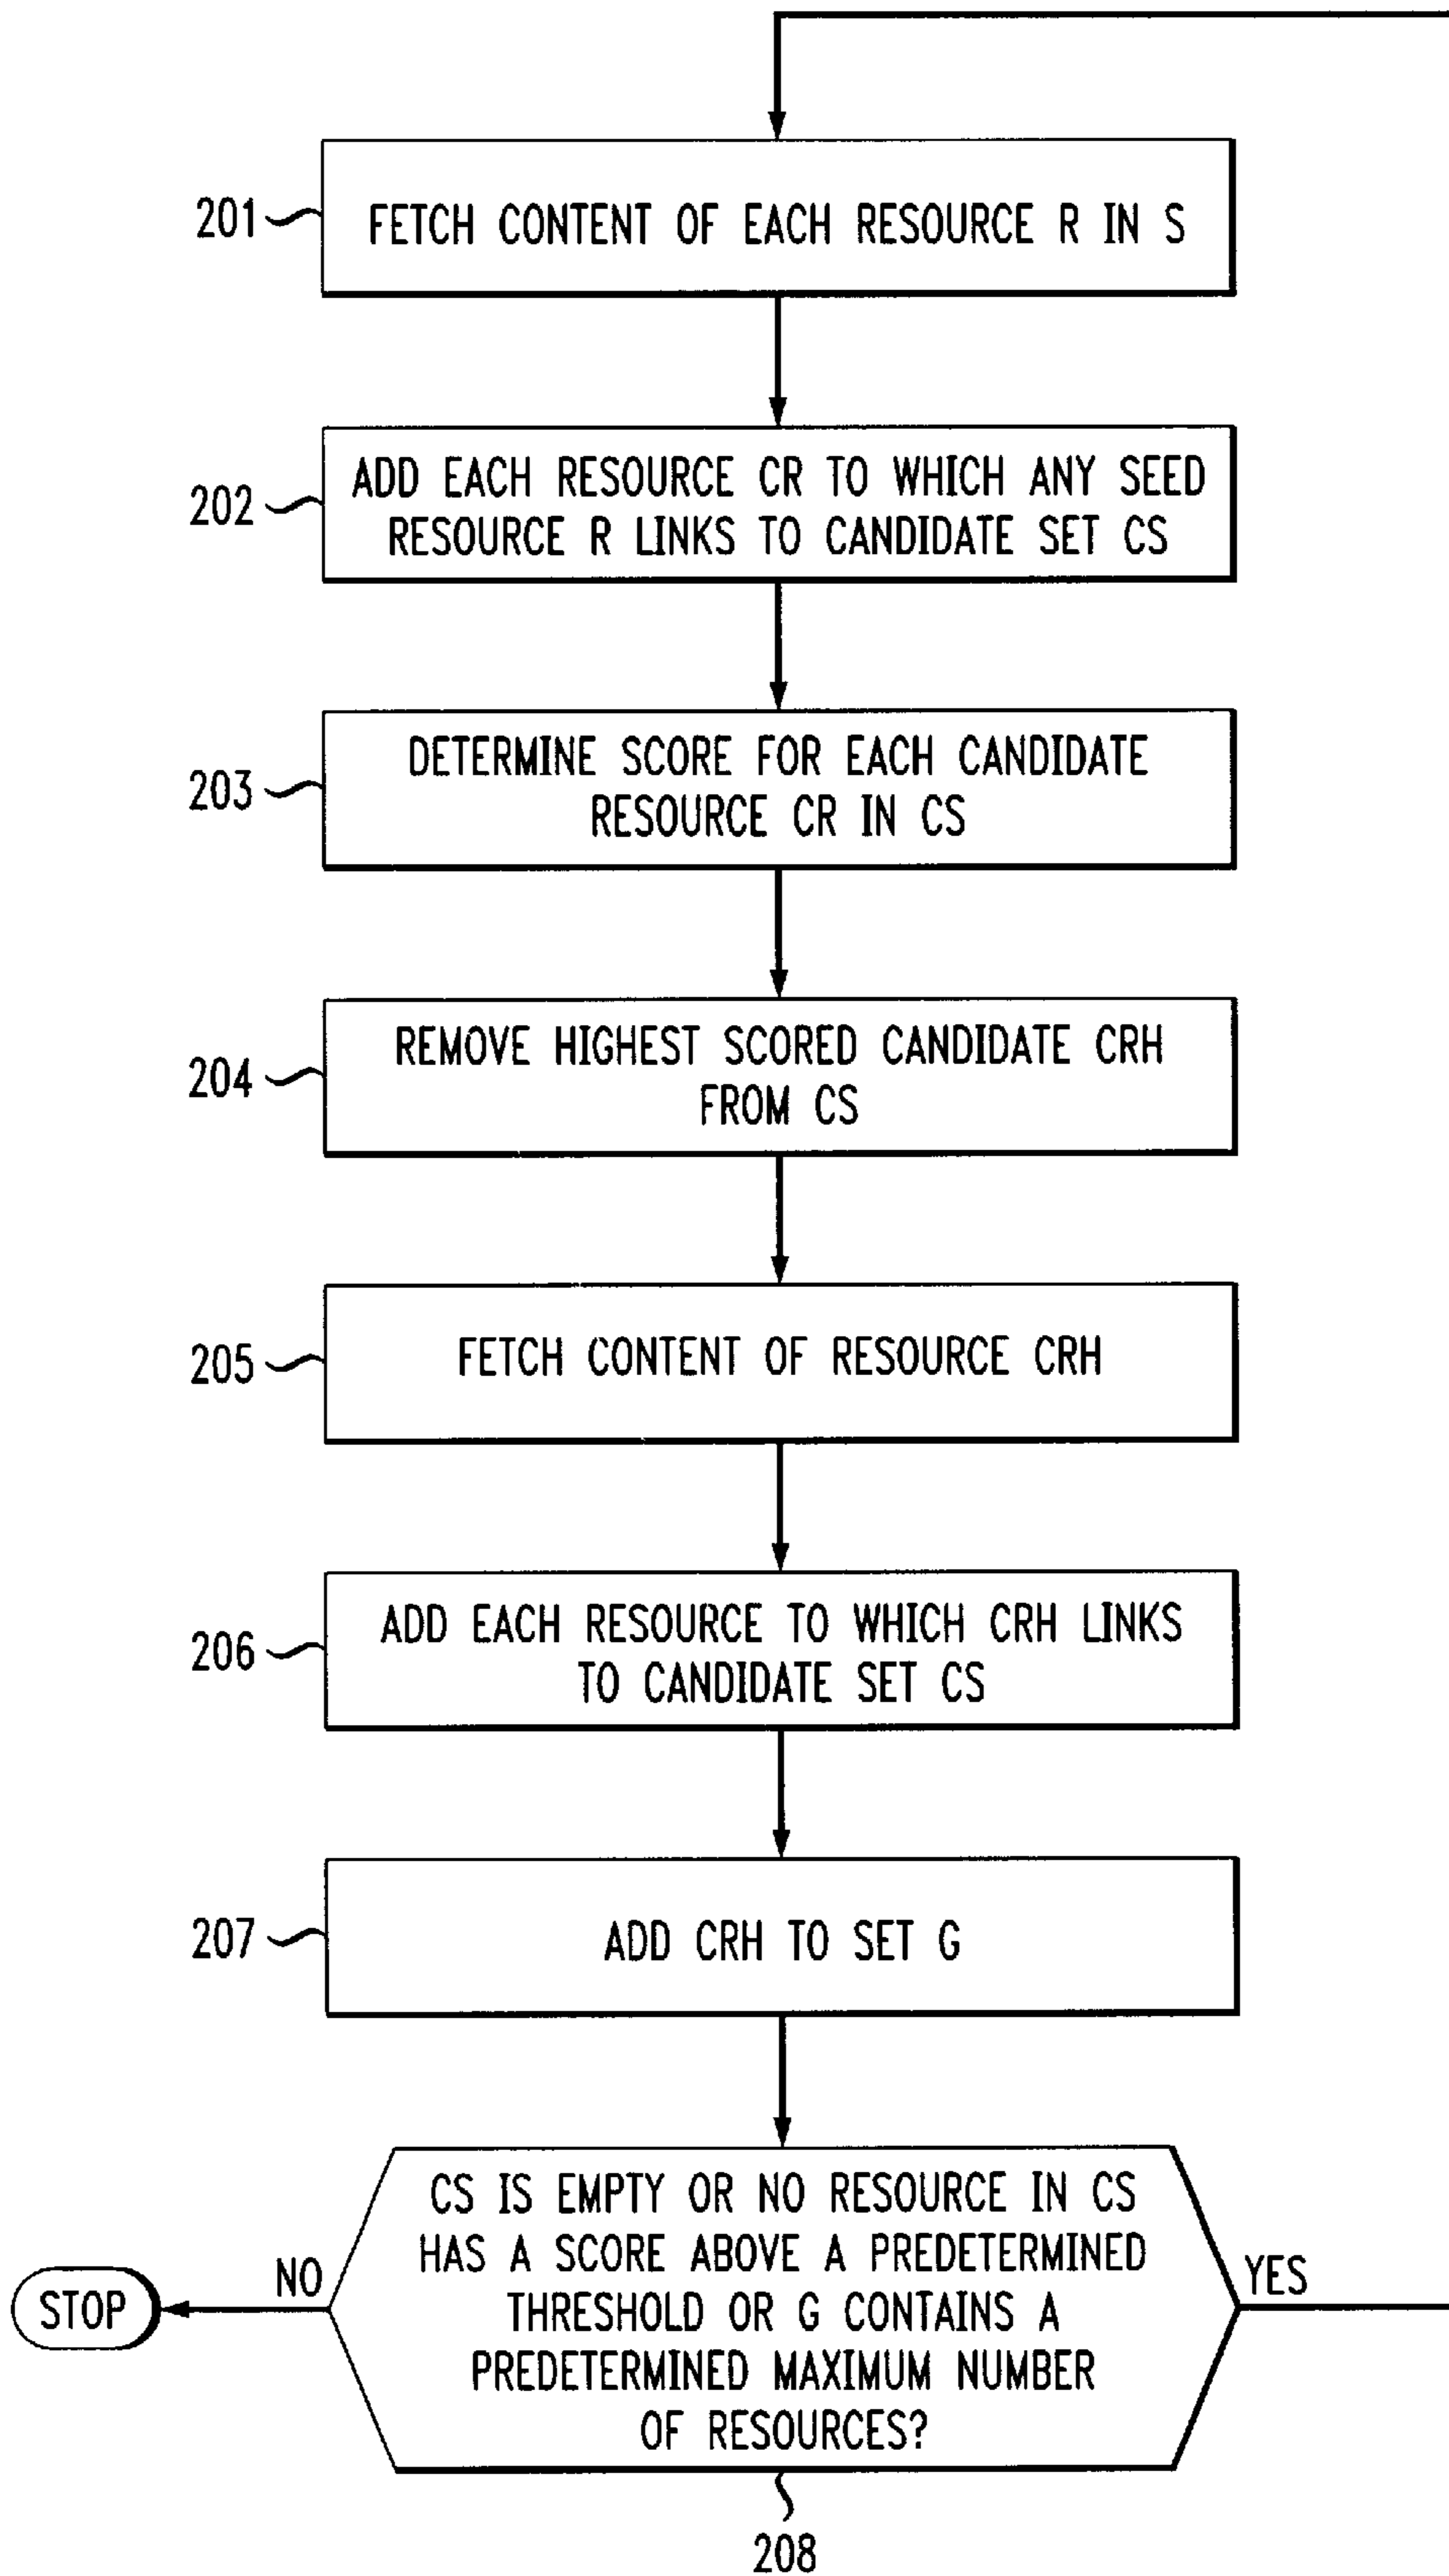 201
FETCH CONTENT OF EACH RESOURCE R IN S
202
ADD EACH RESOURCE CR TO WHICH ANY SEED
RESOURCE R LINKS TO CANDIDATE SET CS
203
DETERMINE SCORE FOR EACH CANDIDATE
RESOURCE CR IN CS
204
REMOVE HIGHEST SCORED CANDIDATE CRH
FROM CS
205
FETCH CONTENT OF RESOURCE CRH
206
ADD EACH RESOURCE TO WHICH CRH LINKS
TO CANDIDATE SET CS
207
ADD CRH TO SET G
CS IS EMPTY OR NO RESOURCE IN CS
HAS A SCORE ABOVE A PREDETERMINED
THRESHOLD OR G CONTAINS A
PREDETERMINED MAXIMUM NUMBER
OF RESOURCES?
NO
STOP
YES
208